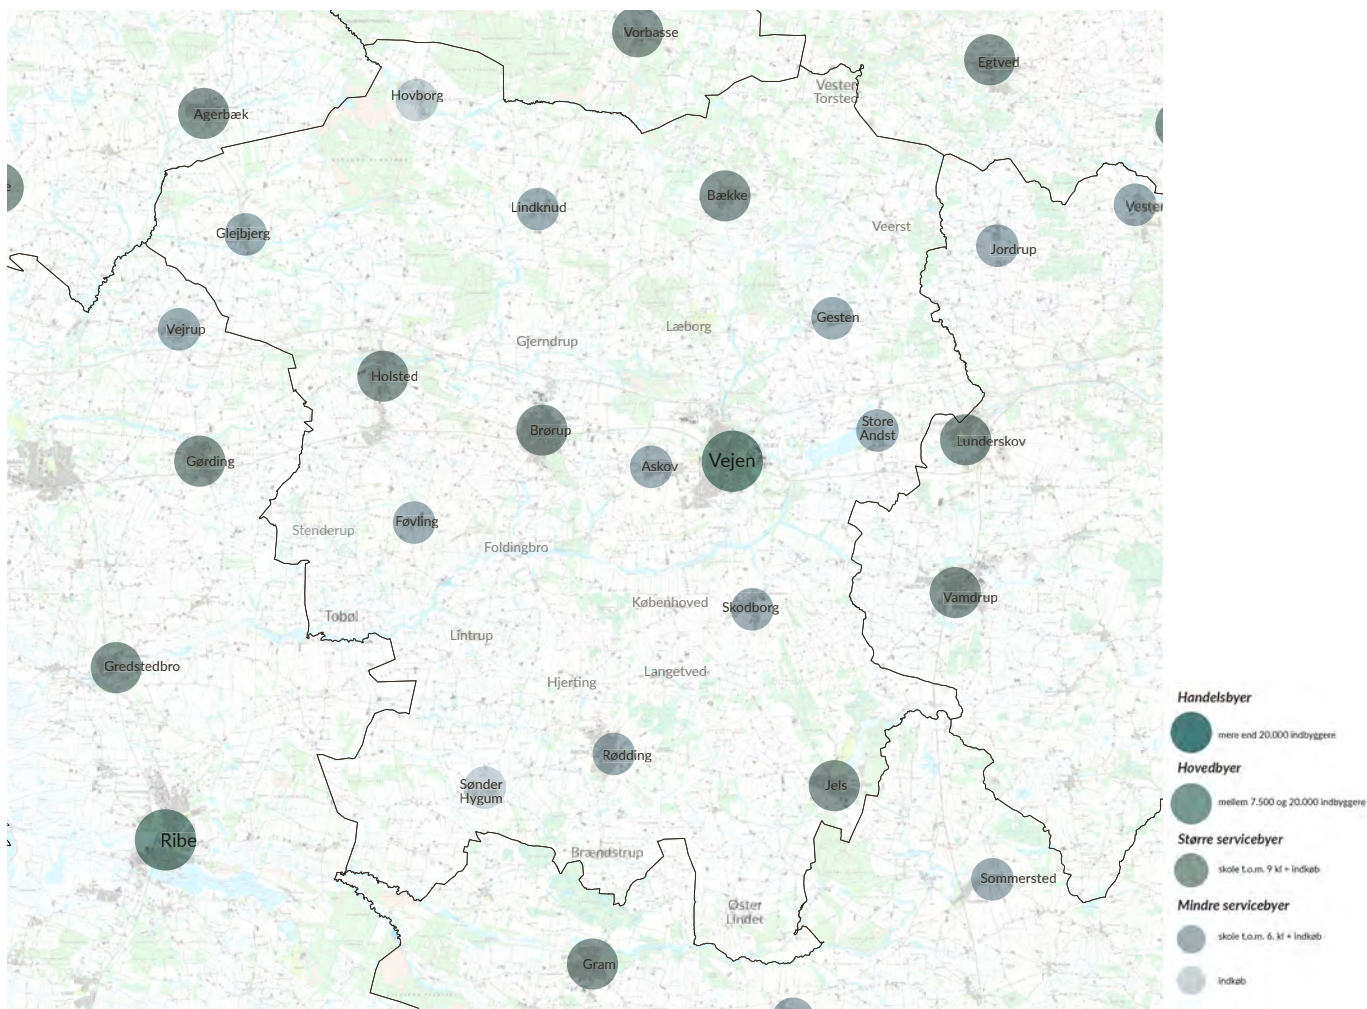 Vorbasse
Egtved
Vester
Torsted
Hovborg
Agerbæk
e
Lindknud
Bække
Vester
Glejbjerg
Veerst
Jordrup
Vejrup
Gesten
Læborg
Gjerndrup
Holsted
Brørup
Store
Andst
Lunderskov
Gørding
Askov
Vejen
Føvling
Stenderup
Foldingbro
Københoved
Skodborg
Vamdrup
Tobøl
Lintrup
Gredstedbro
Hjerting
Langetved
Rødding
Sønder
Hygum
Jels
Ribe
Brændstrup
Sommersted
Øster
Lindet
Gram
Handelsbyer
mere end 20.000 indbyggere
Hovedbyer
mellem 7.500 og 20.000 indbyggere
Större servicebyer
skole t.o.m. 9 kl + indkøb
Mindre servicebyer
skole t.o.m. 6. kl + indkøb
indkøb